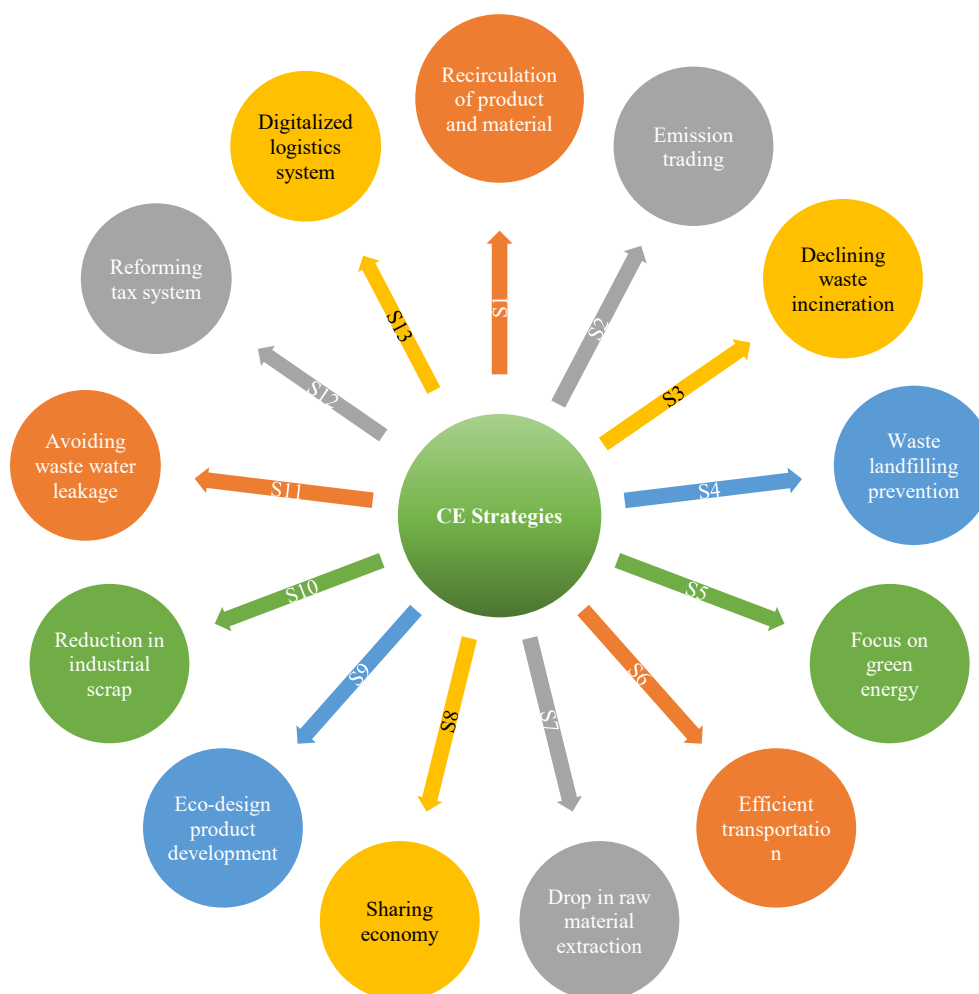 Recirculation
of product
and material
Emission
trading
Declining
waste
incineration
Waste
landfilling
prevention
Focus on
green
energy
Efficient
transportatio
n
Drop in raw
material
extraction
Sharing
economy
Eco-design
product
development
Reduction in
industrial
scrap
Avoiding
waste water
leakage
Reforming
tax system
Digitalized
logistics
system
S1
S2
S3
S4
S5
S6
S7
S8
S9
S10
S11
S12
S13
CE Strategies